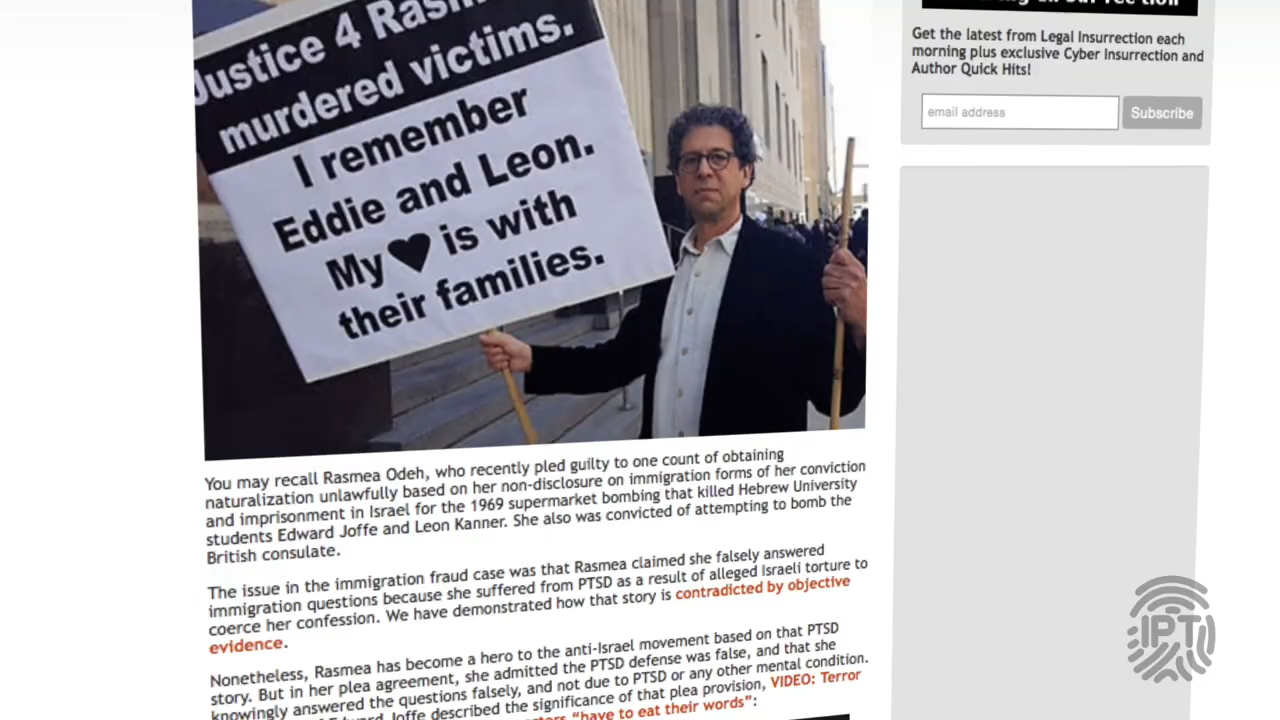 Justice 4 Rasm
murdered victims.
I remember
Eddie and Leon.
My ♥ is with
their families.
Get the latest from Legal Insurrection each
morning plus exclusive Cyber Insurrection and
Author Quick Hits!
email address
Subscribe
You may recall Rasmea Odeh, who recently pled guilty to one count of obtaining
naturalization unlawfully based on her non-disclosure on immigration forms of her conviction
and imprisonment in Israel for the 1969 supermarket bombing that killed Hebrew University
students Edward Joffe and Leon Kanner. She also was convicted of attempting to bomb the
British consulate.
The issue in the immigration fraud case was that Rasmea claimed she falsely answered
immigration questions because she suffered from PTSD as a result of alleged Israeli torture to
coerce her confession. We have demonstrated how that story is contradicted by objective
evidence.
Nonetheless, Rasmea has become a hero to the anti-Israel movement based on that PTSD
story. But in her plea agreement, she admitted the PTSD defense was false, and that she
knowingly answered the questions falsely, and not due to PTSD or any other mental condition.
Edward Joffe described the significance of that plea provision, VIDEO: Terror
"have to eat their words":
IPT